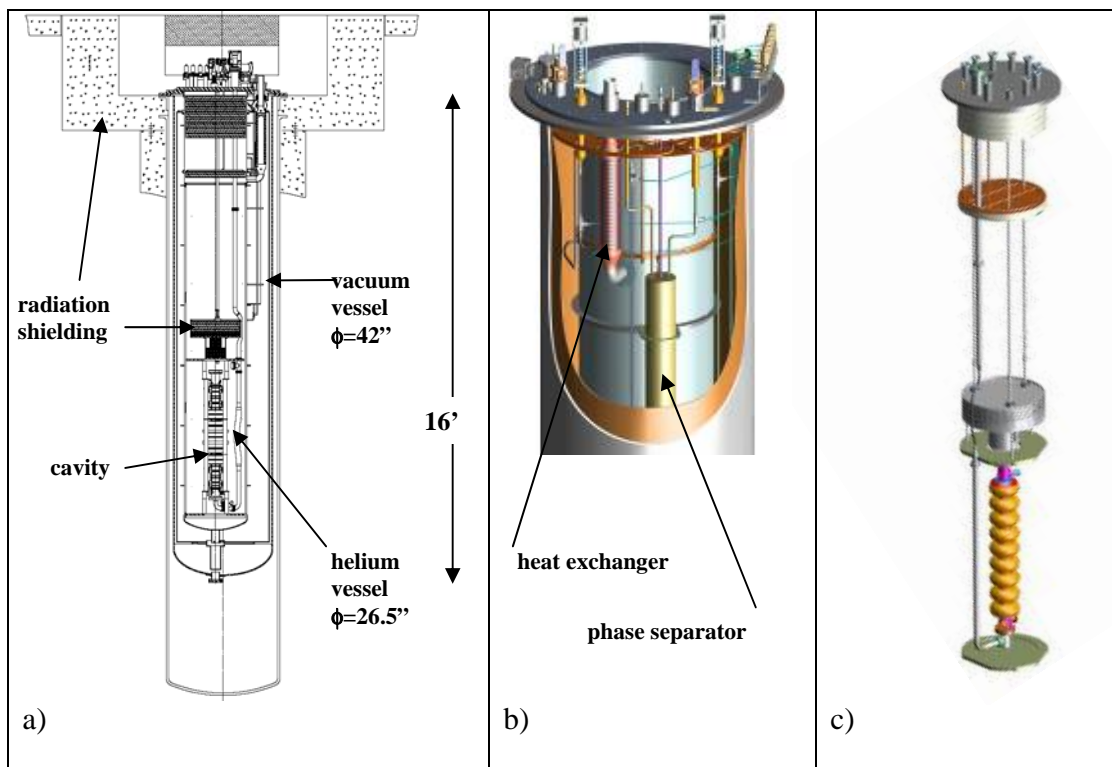 radiation
shielding
cavity
vacuum
vessel
ϕ=42”
16’
helium
vessel
ϕ=26.5”
a)
heat exchanger
phase separator
b)
c)